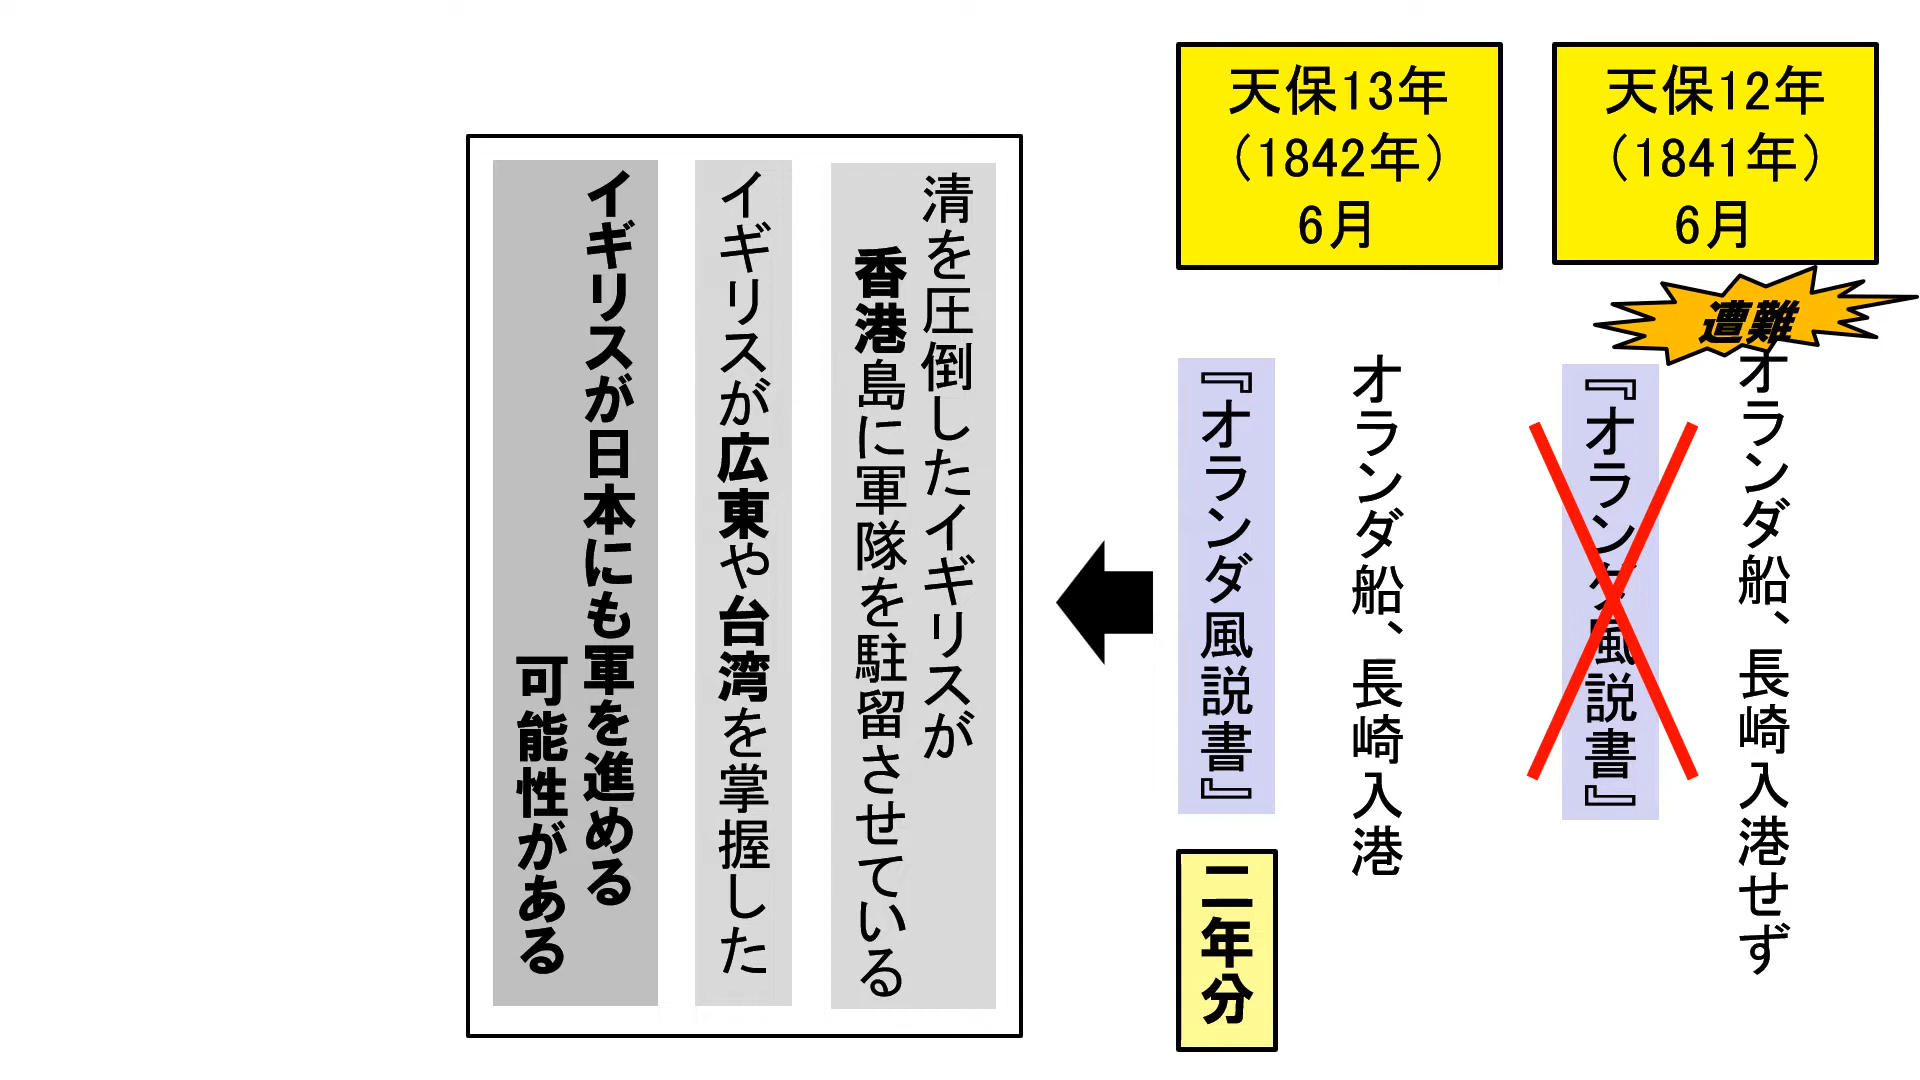 天保12年
（1841年）
6月
遭難
オランダ船、長崎入港せず
『オランダ風説書』
天保13年
（1842年）
6月
オランダ船、長崎入港
『オランダ風説書』
二年分
清を圧倒したイギリスが
香港島に軍隊を駐留させている
イギリスが広東や台湾を掌握した
イギリスが日本にも軍を進める
可能性がある